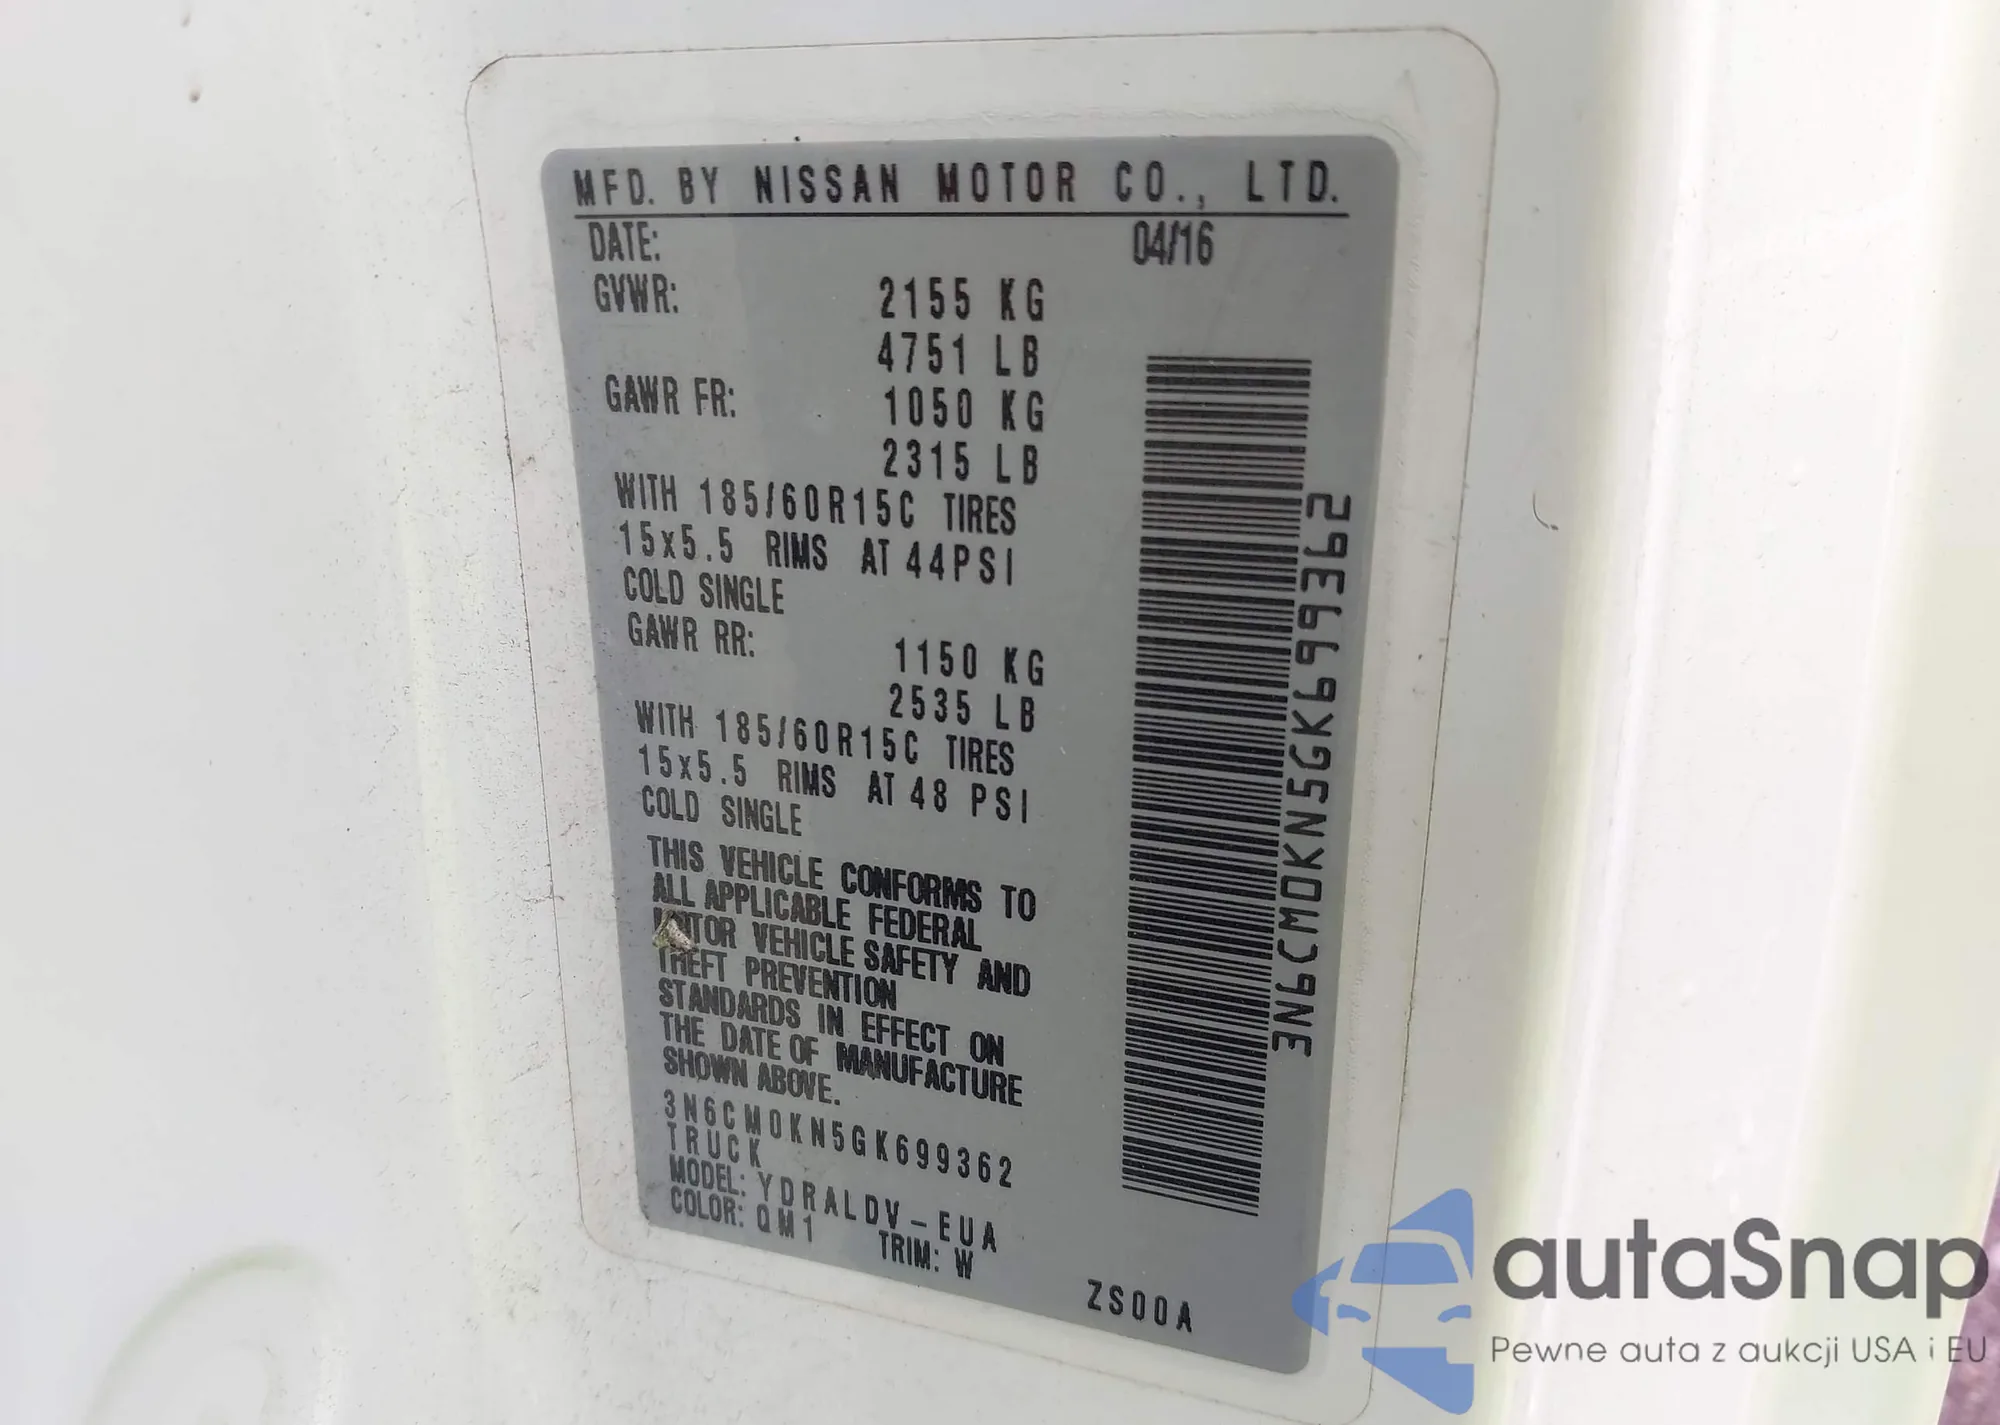 MFD. BY NISSAN MOTOR CO., LTD.
DATE: 04/16
GVWR: 2155 KG
4751 LB
GAWR FR: 1050 KG
2315 LB
WITH 185/60R15C TIRES
15x5.5 RIMS AT 44PSI
COLD SINGLE
GAWR RR: 1150 KG
2535 LB
WITH 185/60R15C TIRES
15x5.5 RIMS AT 48 PSI
COLD SINGLE
THIS VEHICLE CONFORMS TO
ALL APPLICABLE FEDERAL
MOTOR VEHICLE SAFETY AND
THEFT PREVENTION
STANDARDS IN EFFECT ON
THE DATE OF MANUFACTURE
SHOWN ABOVE.
3N6CM0KN5GK699362
TRUCK
MODEL: YDRALDV-EUA
COLOR: QM1 TRIM: W
ZS00A
3N6CM0KN5GK699362
autaSnap
Pewne auta z aukcji USA i EU